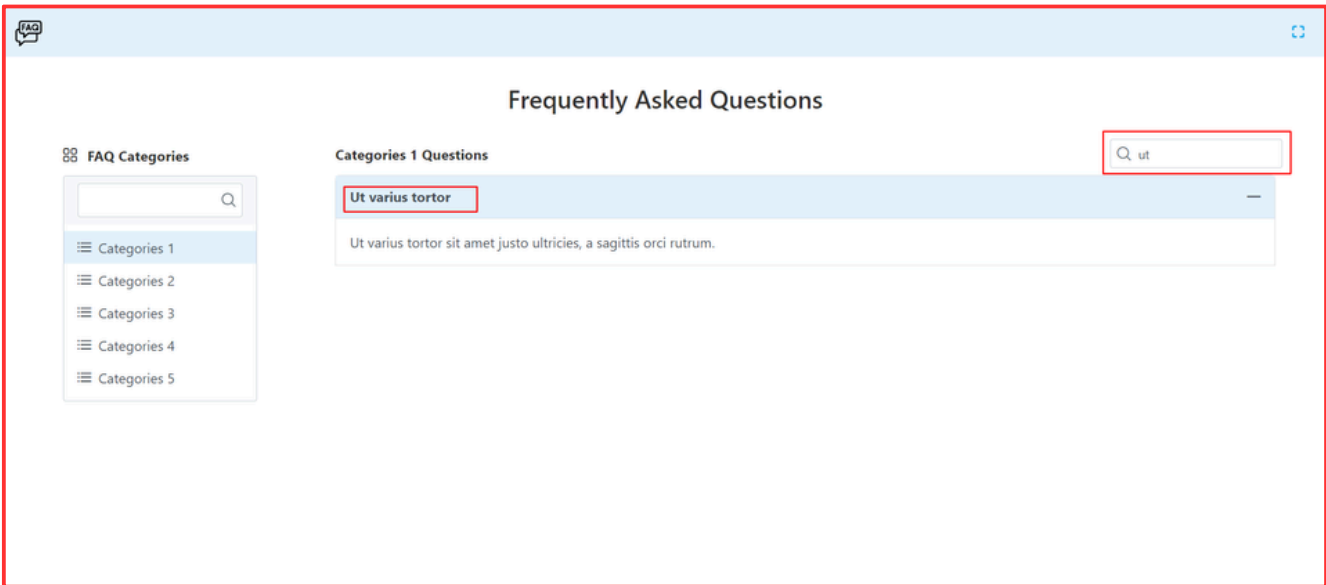 FAQ
Frequently Asked Questions
FAQ Categories
Categories 1
Categories 2
Categories 3
Categories 4
Categories 5
Categories 1 Questions
ut
Ut varius tortor
Ut varius tortor sit amet justo ultricies, a sagittis orci rutrum.